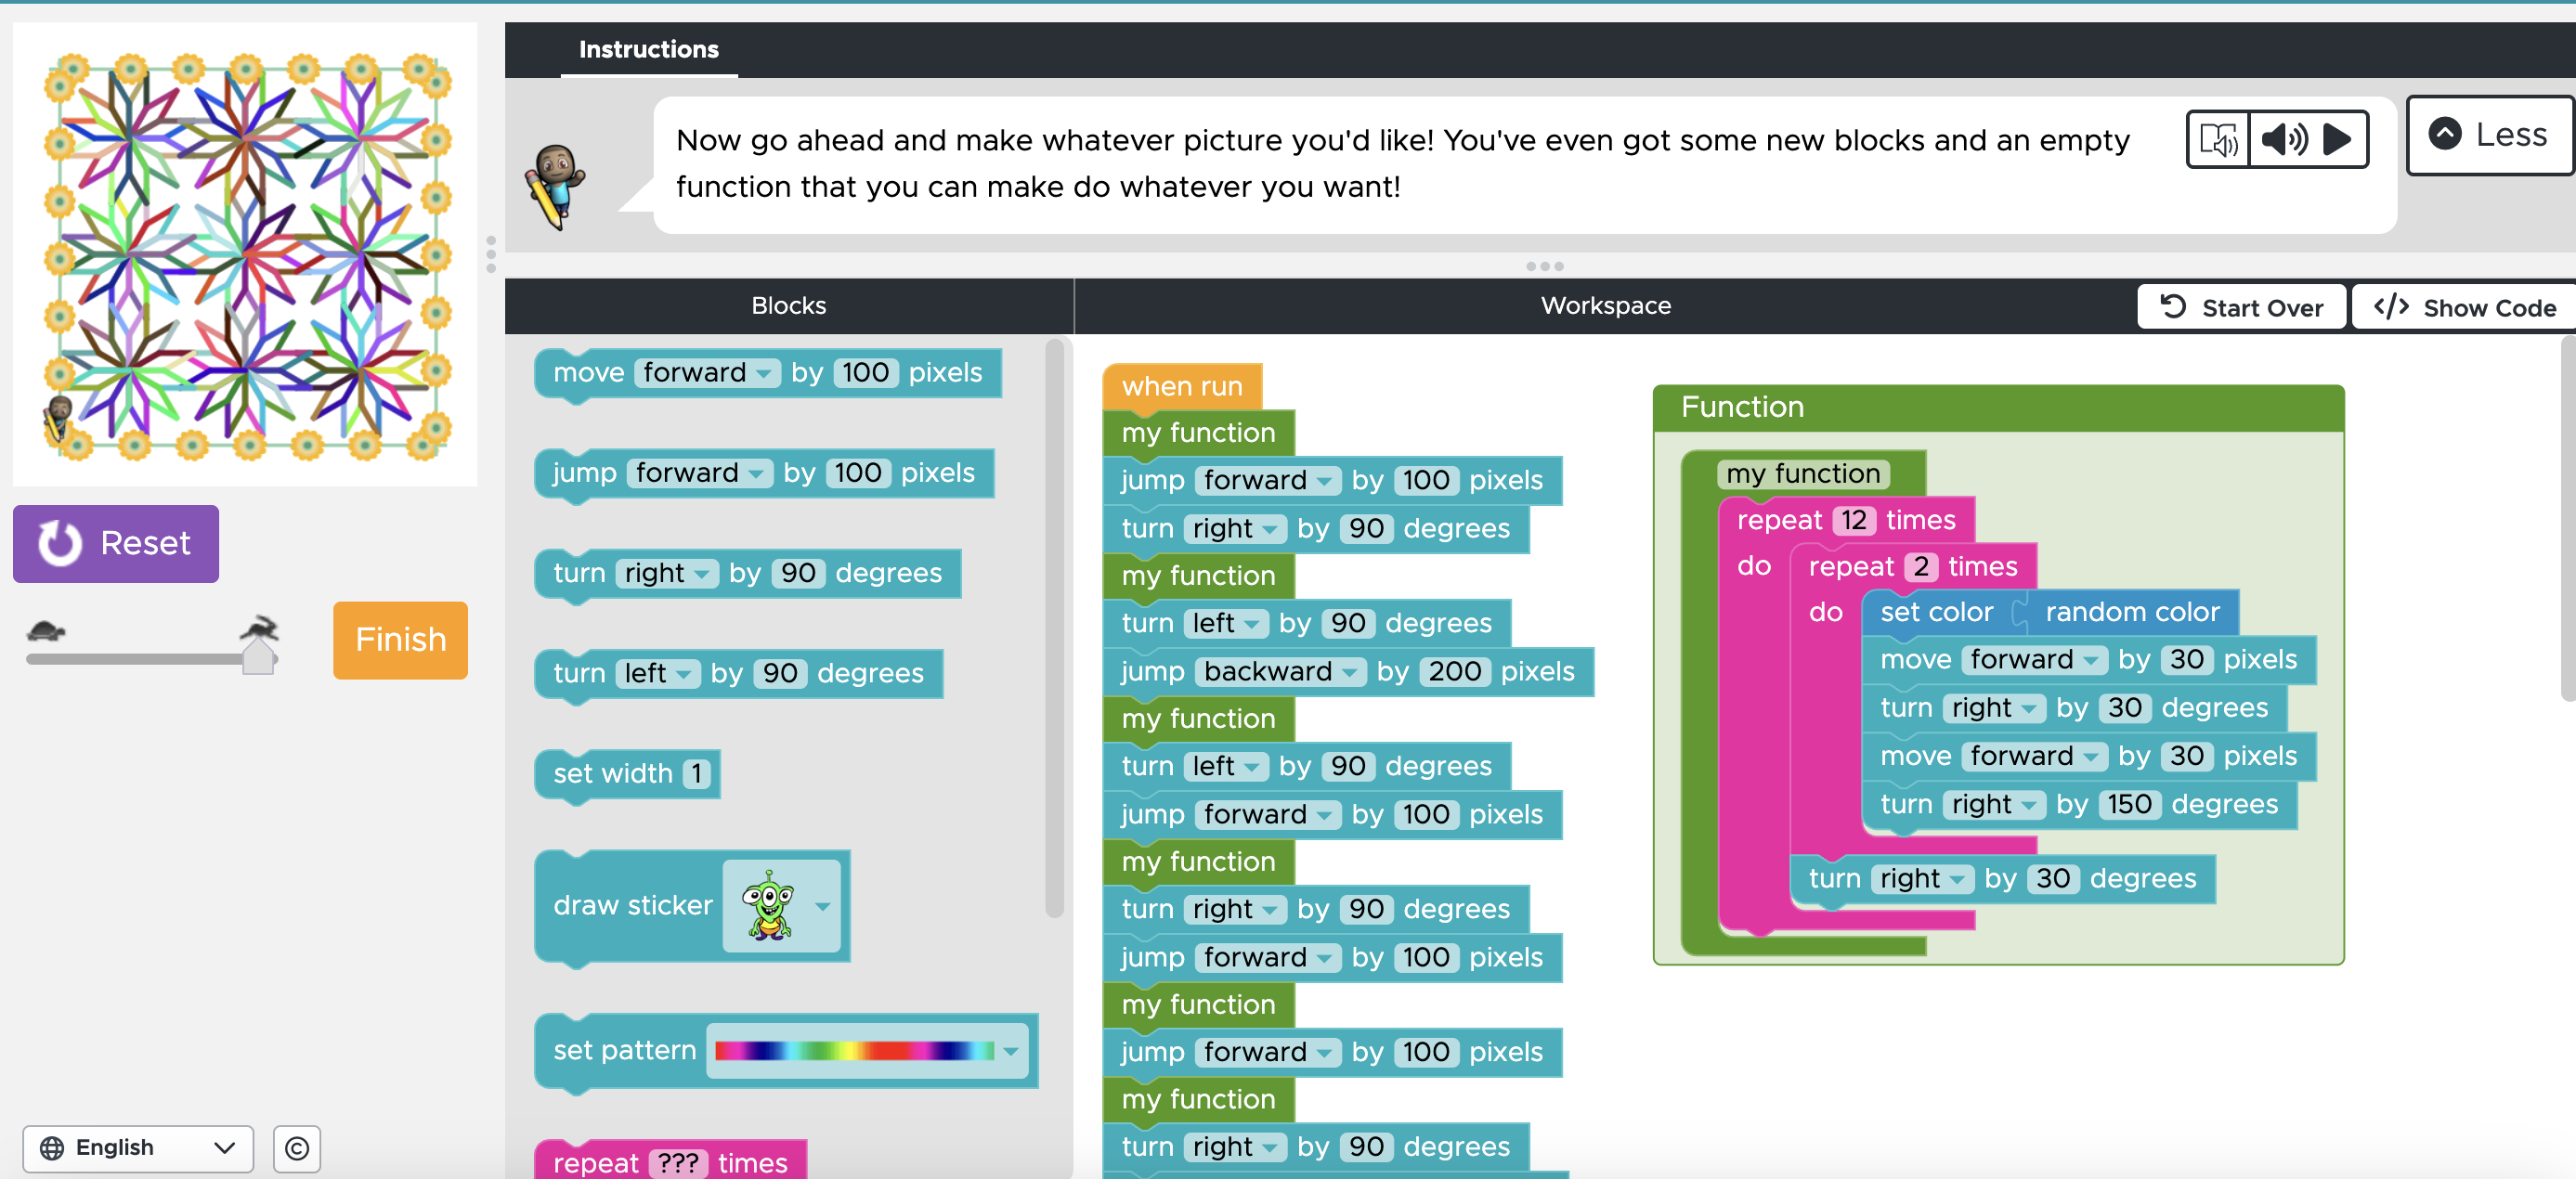 Instructions
Now go ahead and make whatever picture you'd like! You've even got some new blocks and an empty
function that you can make do whatever you want!
Less
Blocks
Workspace
Start Over
</> Show Code
Reset
Finish
English
©
move forward by 100 pixels
jump forward by 100 pixels
turn right by 90 degrees
turn left by 90 degrees
set width 1
draw sticker
set pattern
repeat ??? times
when run
my function
jump forward by 100 pixels
turn right by 90 degrees
my function
turn left by 90 degrees
jump backward by 200 pixels
my function
turn left by 90 degrees
jump forward by 100 pixels
my function
turn right by 90 degrees
jump forward by 100 pixels
my function
jump forward by 100 pixels
my function
turn right by 90 degrees
Function
my function
repeat 12 times
do repeat 2 times
do set color random color
move forward by 30 pixels
turn right by 30 degrees
move forward by 30 pixels
turn right by 150 degrees
turn right by 30 degrees